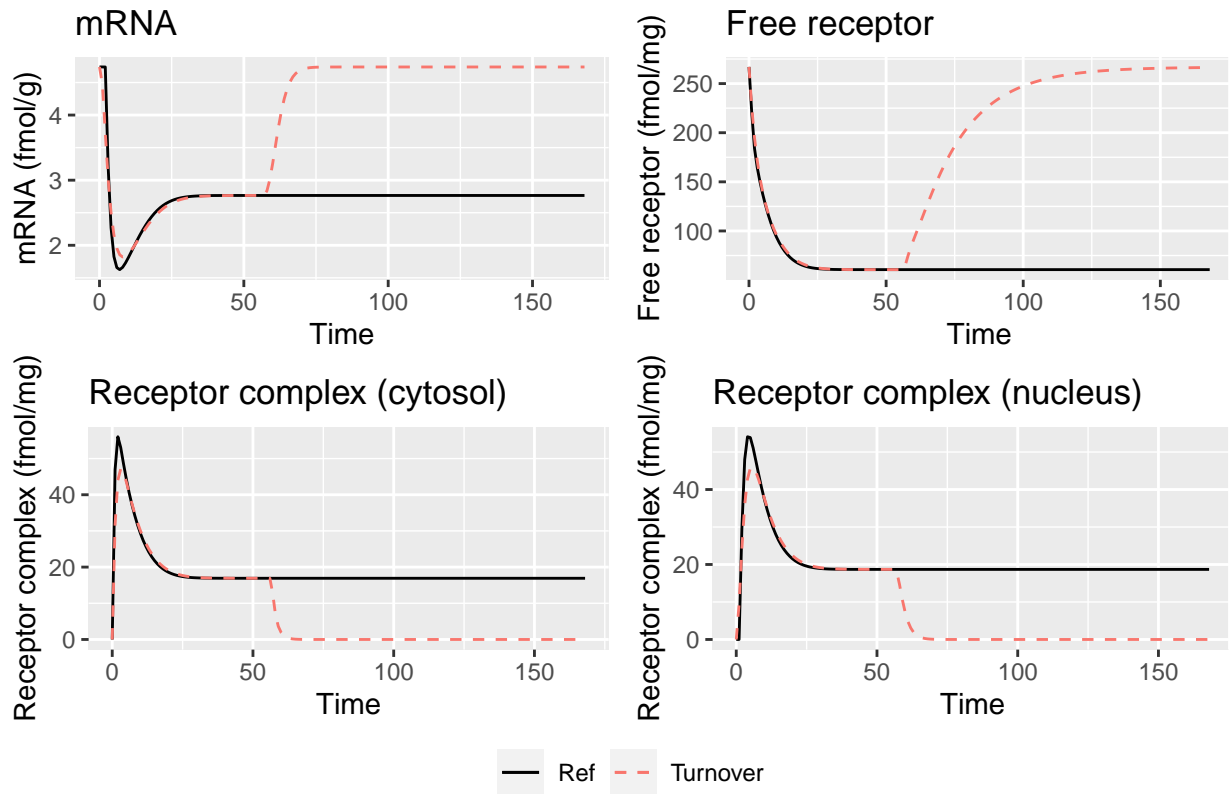 mRNA
mRNA (fmol/g)
4
3
2
0
50
100
150
Time
Free receptor
Free receptor (fmol/mg)
250
200
150
100
0
50
100
150
Time
Receptor complex (cytosol)
Receptor complex (fmol/mg)
40
20
0
0
50
100
150
Time
Receptor complex (nucleus)
Receptor complex (fmol/mg)
40
20
0
0
50
100
150
Time
Ref
Turnover